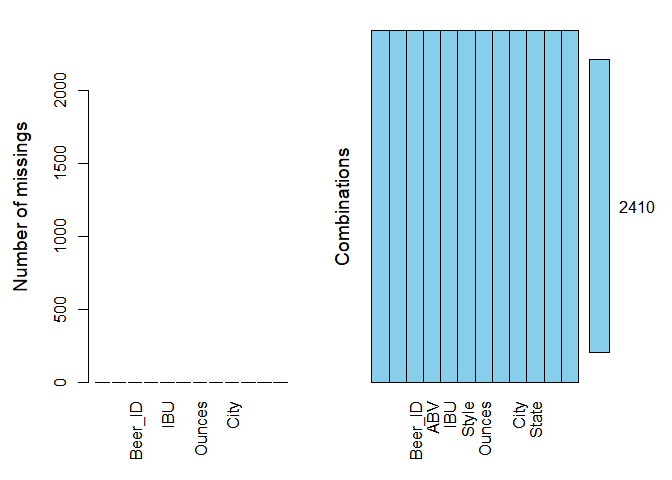 Number of missings
0
500
1000
1500
2000
Beer_ID
IBU
Ounces
City
Combinations
Beer_ID
ABV
IBU
Style
Ounces
City
State
2410